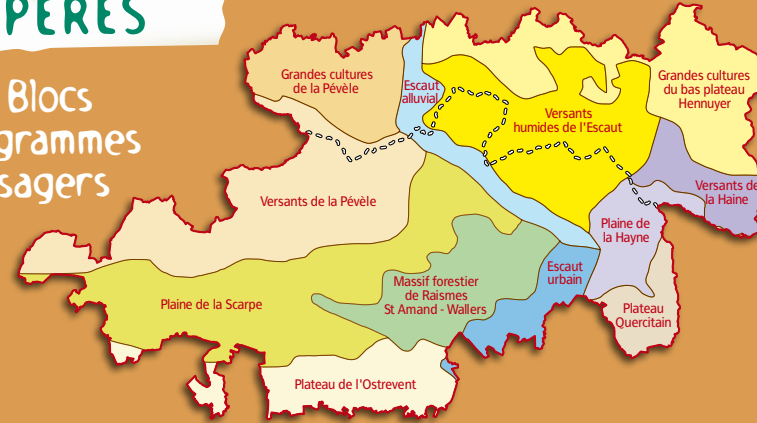 PÈRES
Blocs
grammes
sagers
Grandes cultures
de la Pévèle
Escaut
alluvial
Versants
humides de l'Escaut
Grandes cultures
du bas plateau
Hennuyer
Versants de
la Haine
Versants de la Pévèle
Plaine de
la Hayne
Plaine de la Scarpe
Massif forestier
de Raismes
St Amand - Wallers
Escaut
urbain
Plateau
Quercitain
Plateau de l'Ostrevent